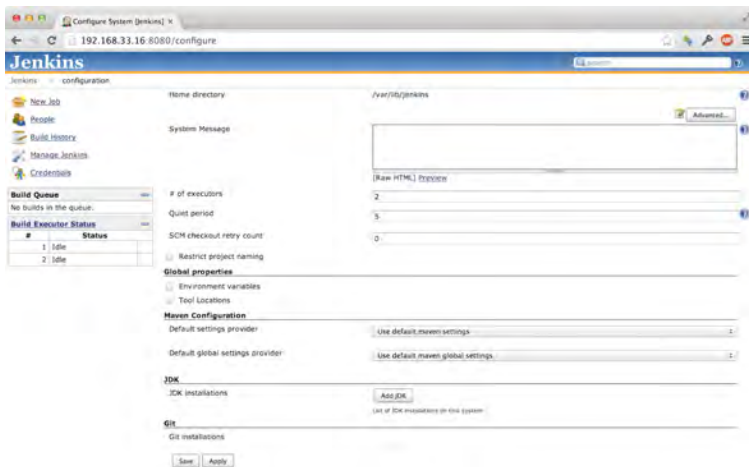 Configure System [Jenkins]
192.168.33.16:8080/configure
Jenkins
search
Jenkins
configuration
New Job
People
Build History
Manage Jenkins
Credentials
Build Queue
No builds in the queue.
Build Executor Status
# Status
1 Idle
2 Idle
Home directory /var/lib/jenkins
Advanced...
System Message
[Raw HTML] Preview
# of executors 2
Quiet period 5
SCM checkout retry count 0
Restrict project naming
Global properties
Environment variables
Tool Locations
Maven Configuration
Default settings provider Use default maven settings
Default global settings provider Use default maven global settings
JDK
JDK installations Add JDK
List of JDK installations on this system
Git
Git installations
Save Apply